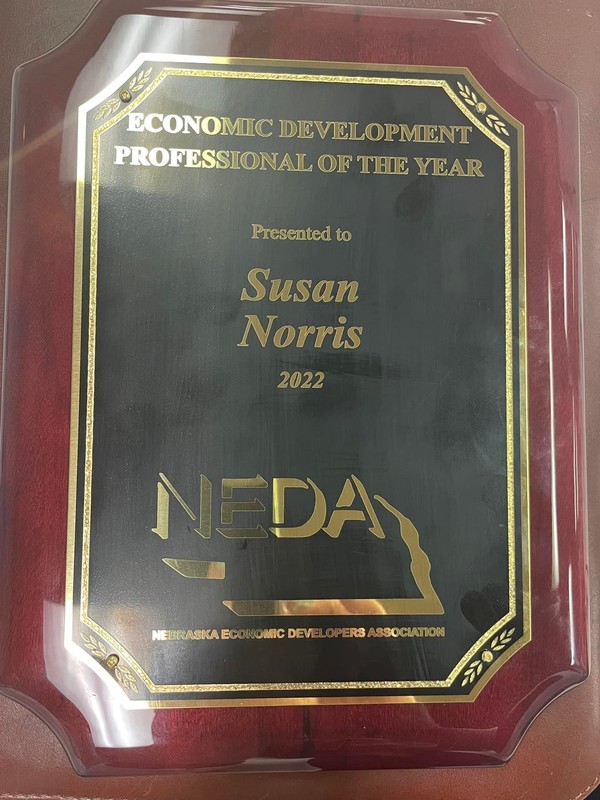 ECONOMIC DEVELOPMENT
PROFESSIONAL OF THE YEAR
Presented to
Susan
Norris
2022
NEDA
NEBRASKA ECONOMIC DEVELOPERS ASSOCIATION